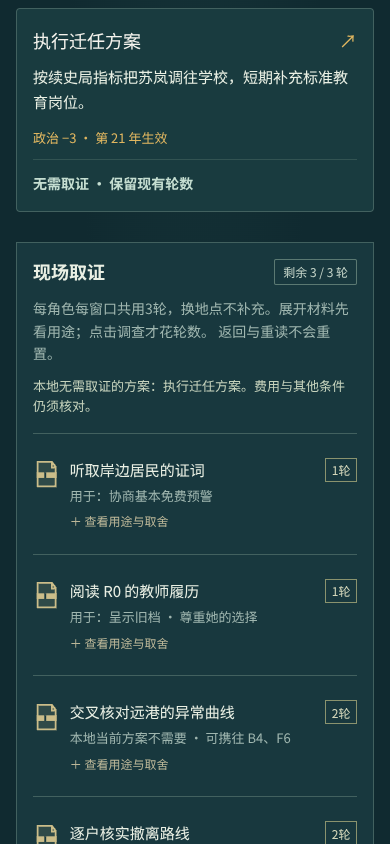 执行迁任方案
↗
按续史局指标把苏岚调往学校，短期补充标准教
育岗位。
政治 −3 · 第 21 年生效
无需取证 · 保留现有轮数
现场取证
剩余 3 / 3 轮
每角色每窗口共用3轮，换地点不补充。展开材料先
看用途；点击调查才花轮数。 返回与重读不会重
置。
本地无需取证的方案：执行迁任方案。费用与其他条件
仍须核对。
听取岸边居民的证词
1轮
用于：协商基本免费预警
＋ 查看用途与取舍
阅读 R0 的教师履历
1轮
用于：呈示旧档 · 尊重她的选择
＋ 查看用途与取舍
交叉核对远港的异常曲线
2轮
本地当前方案不需要 · 可携往 B4、F6
＋ 查看用途与取舍
逐户核实撤离路线
2轮